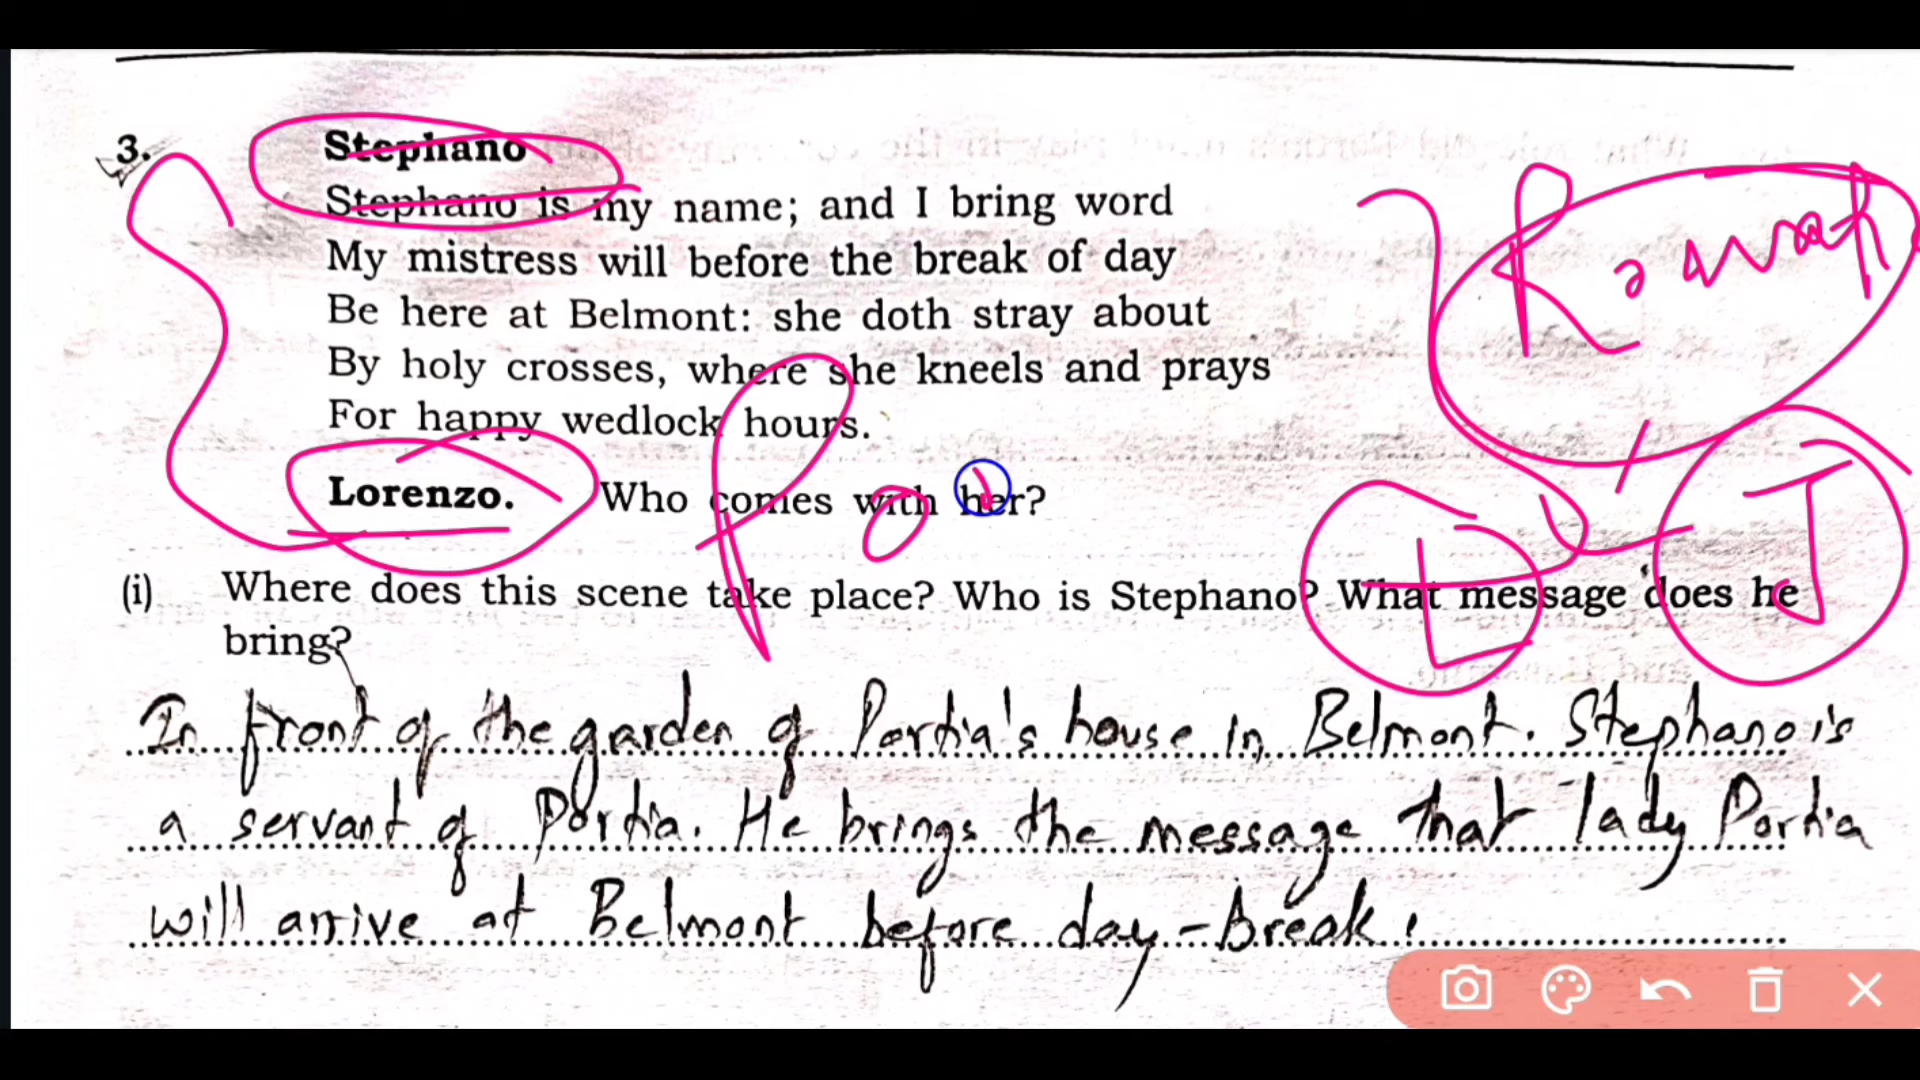 3.
Stephano
Stephano is my name; and I bring word
My mistress will before the break of day
Be here at Belmont: she doth stray about
By holy crosses, where she kneels and prays
For happy wedlock hours.
Lorenzo. Who comes with her?
(i) Where does this scene take place? Who is Stephano? What message does he
bring?
In front of the garden of Portia's house in Belmont. Stephano is
a servant of Portia. He brings the message that lady Portia
will arrive at Belmont before day-break.
L
J